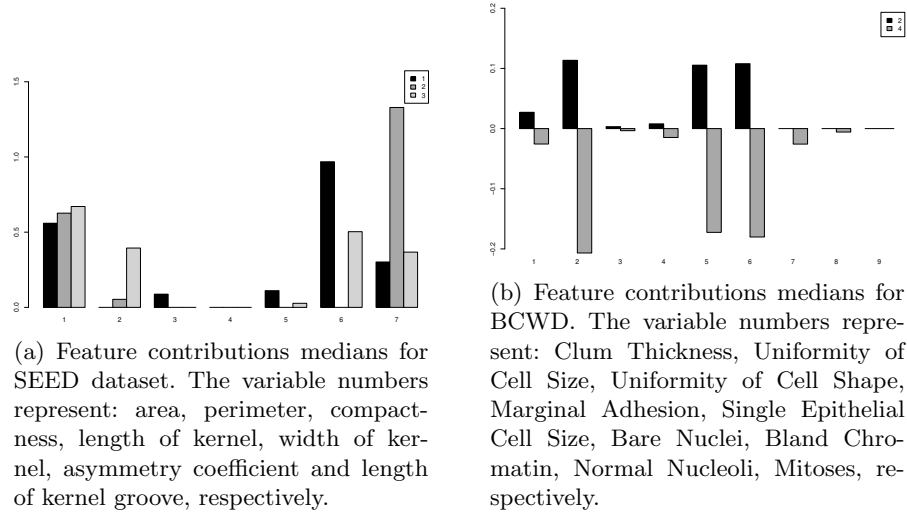 1.5
1.0
0.5
0.0
1
2
3
1 2 3 4 5 6 7
(a) Feature contributions medians for
SEED dataset. The variable numbers
represent: area, perimeter, compact-
ness, length of kernel, width of ker-
nel, asymmetry coefficient and length
of kernel groove, respectively.
0.2
0.1
0.0
-0.1
-0.2
2
4
1 2 3 4 5 6 7 8 9
(b) Feature contributions medians for
BCWD. The variable numbers repre-
sent: Clum Thickness, Uniformity of
Cell Size, Uniformity of Cell Shape,
Marginal Adhesion, Single Epithelial
Cell Size, Bare Nuclei, Bland Chro-
matin, Normal Nucleoli, Mitoses, re-
spectively.